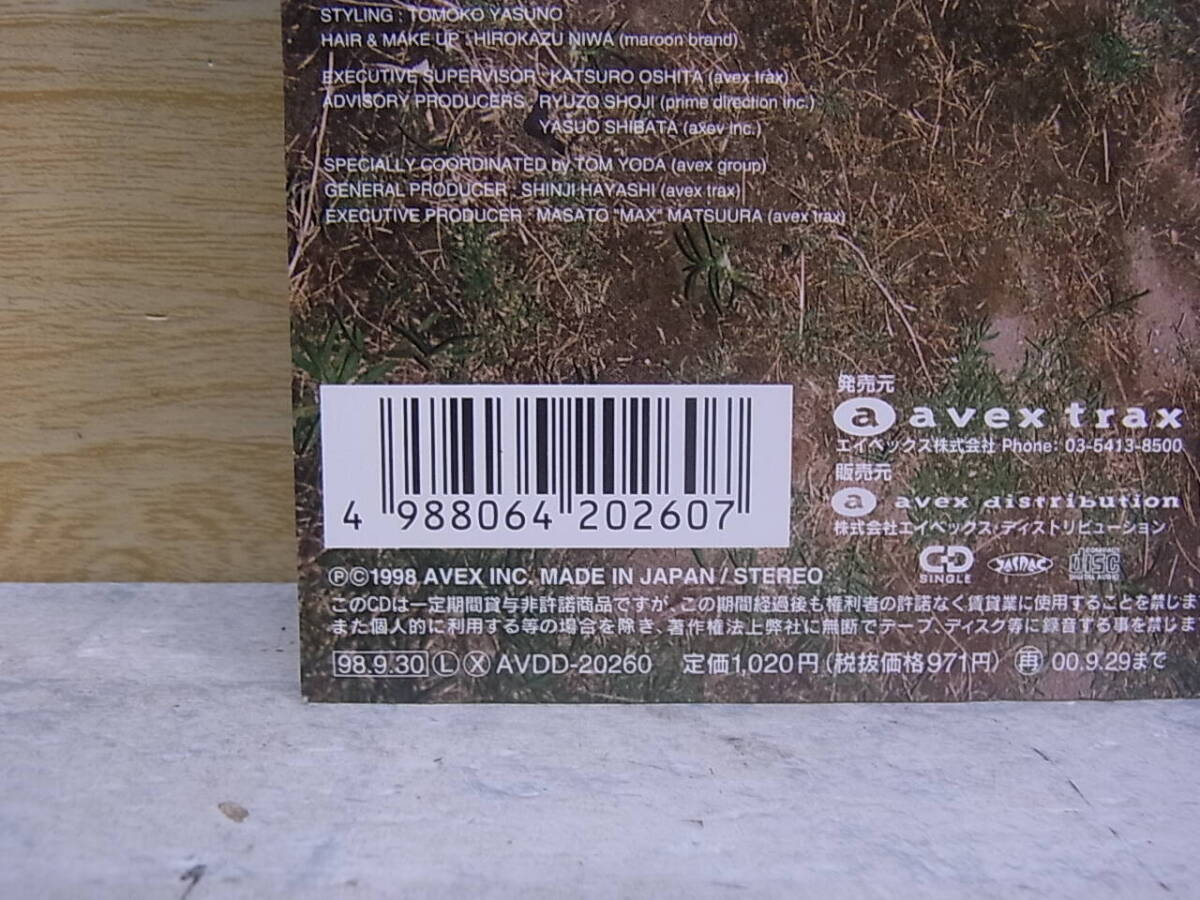 STYLING : TOMOKO YASUNO
HAIR & MAKE UP : HIROKAZU NIWA (maroon brand)
EXECUTIVE SUPERVISOR : KATSURO OSHITA (avex trax)
ADVISORY PRODUCERS : RYUZO SHOJI (prime direction inc.)
YASUO SHIBATA (axev inc.)
SPECIALLY COORDINATED by TOM YODA (avex group)
GENERAL PRODUCER : SHINJI HAYASHI (avex trax)
EXECUTIVE PRODUCER : MASATO "MAX" MATSUURA (avex trax)
発売元
a avex trax
エイベックス株式会社 Phone: 03-5413-8500
販売元
a avex distribution
株式会社エイベックス・ディストリビューション
CD SINGLE JASRAC COMPACT disc DIGITAL AUDIO
4 988064 202607
ⓅⒸ1998 AVEX INC. MADE IN JAPAN / STEREO
このCDは一定期間貸与非許諾商品ですが、この期間経過後も権利者の許諾なく賃貸業に使用することを禁じま
また個人的に利用する等の場合を除き、著作権法上弊社に無断でテープ、ディスク等に録音する事を禁じま
98.9.30 Ⓛ Ⓧ AVDD-20260 定価1,020円(税抜価格971円) 再 00.9.29まで